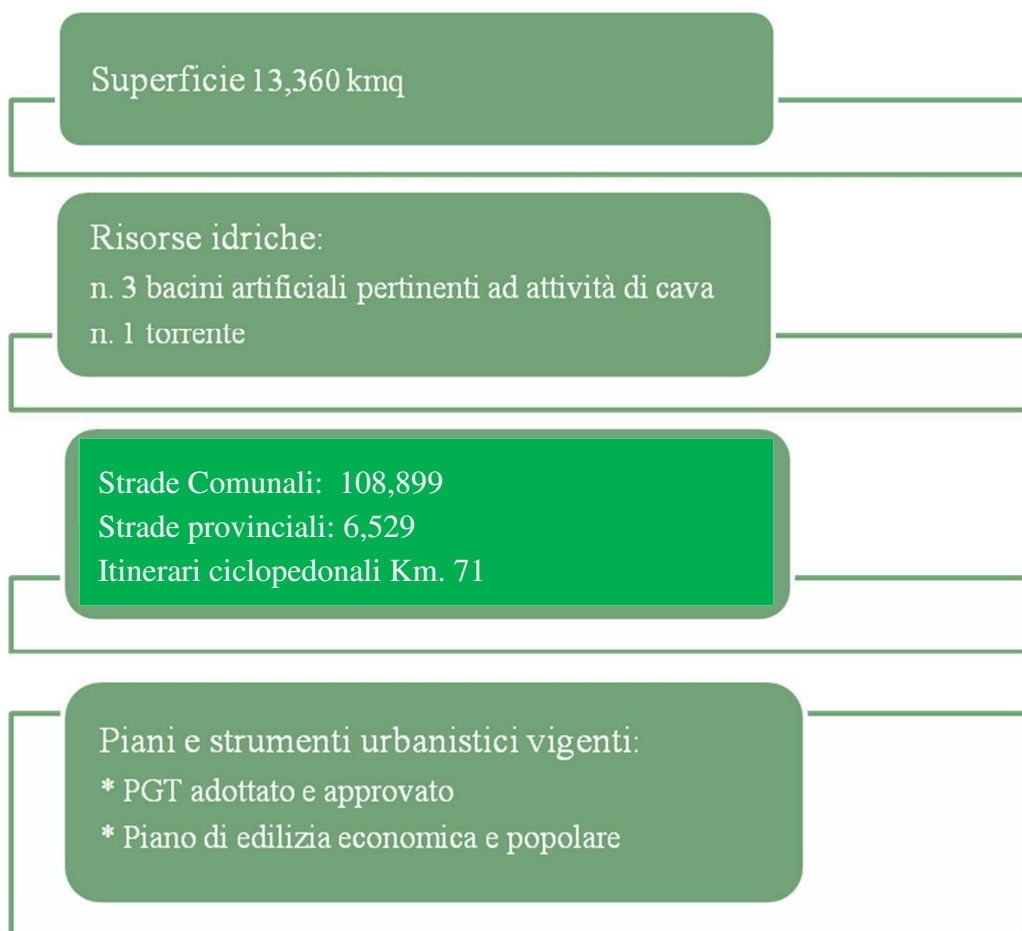 Superficie 13,360 kmq
Risorse idriche:
n. 3 bacini artificiali pertinenti ad attività di cava
n. 1 torrente
Strade Comunali: 108,899
Strade provinciali: 6,529
Itinerari ciclopedonali Km. 71
Piani e strumenti urbanistici vigenti:
* PGT adottato e approvato
* Piano di edilizia economica e popolare